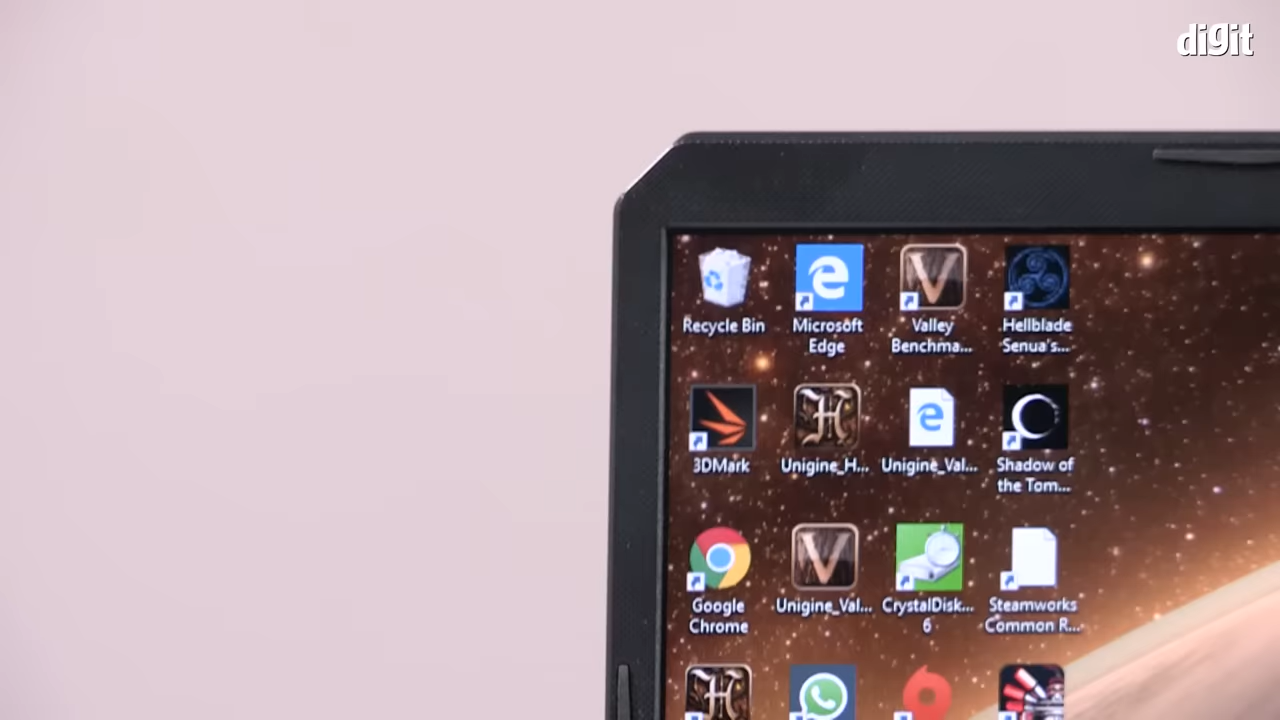 digit
Recycle Bin
Microsoft
Edge
Valley
Benchma...
Hellblade
Senua's...
3DMark
Unigine_H...
Unigine_Val...
Shadow of
the Tom...
Google
Chrome
Unigine_Val...
CrystalDisk...
6
Steamworks
Common R...